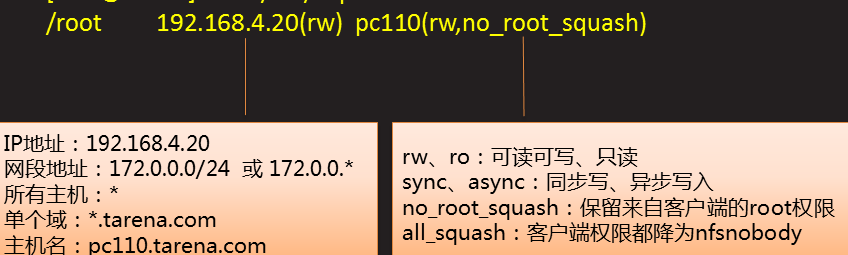 /root 192.168.4.20(rw) pc110(rw,no_root_squash)
IP地址：192.168.4.20
网段地址：172.0.0.0/24 或 172.0.0.*
所有主机：*
单个域：*.tarena.com
主机名：pc110.tarena.com
rw、ro：可读可写、只读
sync、async：同步写、异步写入
no_root_squash：保留来自客户端的root权限
all_squash：客户端权限都降为nfsnobody